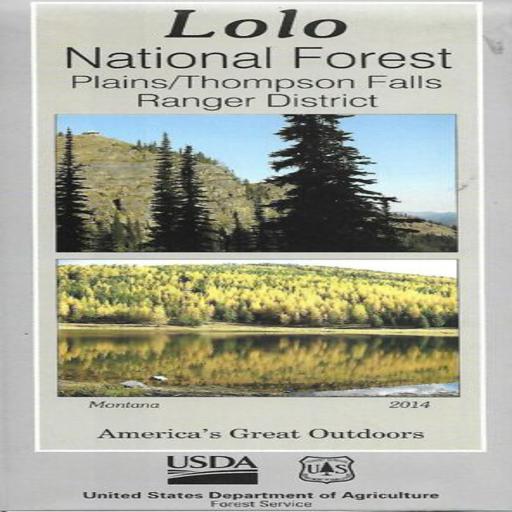 Lolo
National Forest
Plains/Thompson Falls
Ranger District
Montana 2014
America's Great Outdoors
USDA
UAS
United States Department of Agriculture
Forest Service